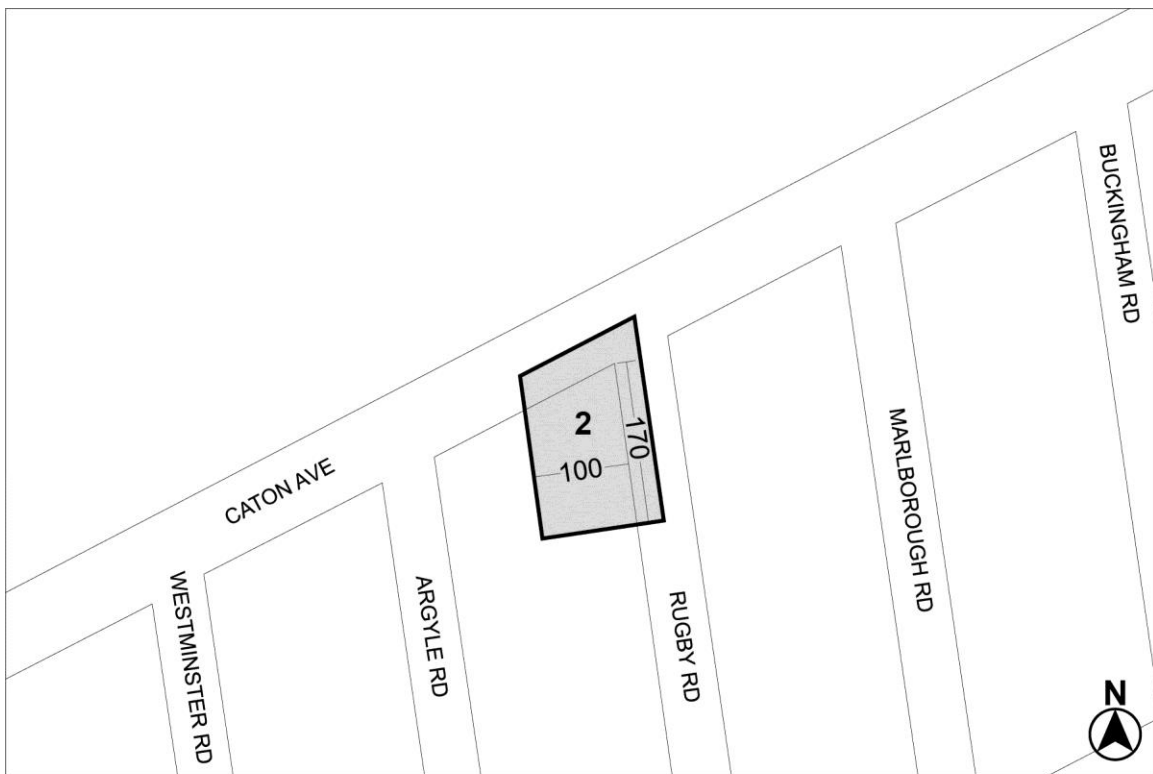 BUCKINGHAM RD
2
170
100
MARLBOROUGH RD
CATON AVE
WESTMINSTER RD
ARGYLE RD
RUGBY RD
N